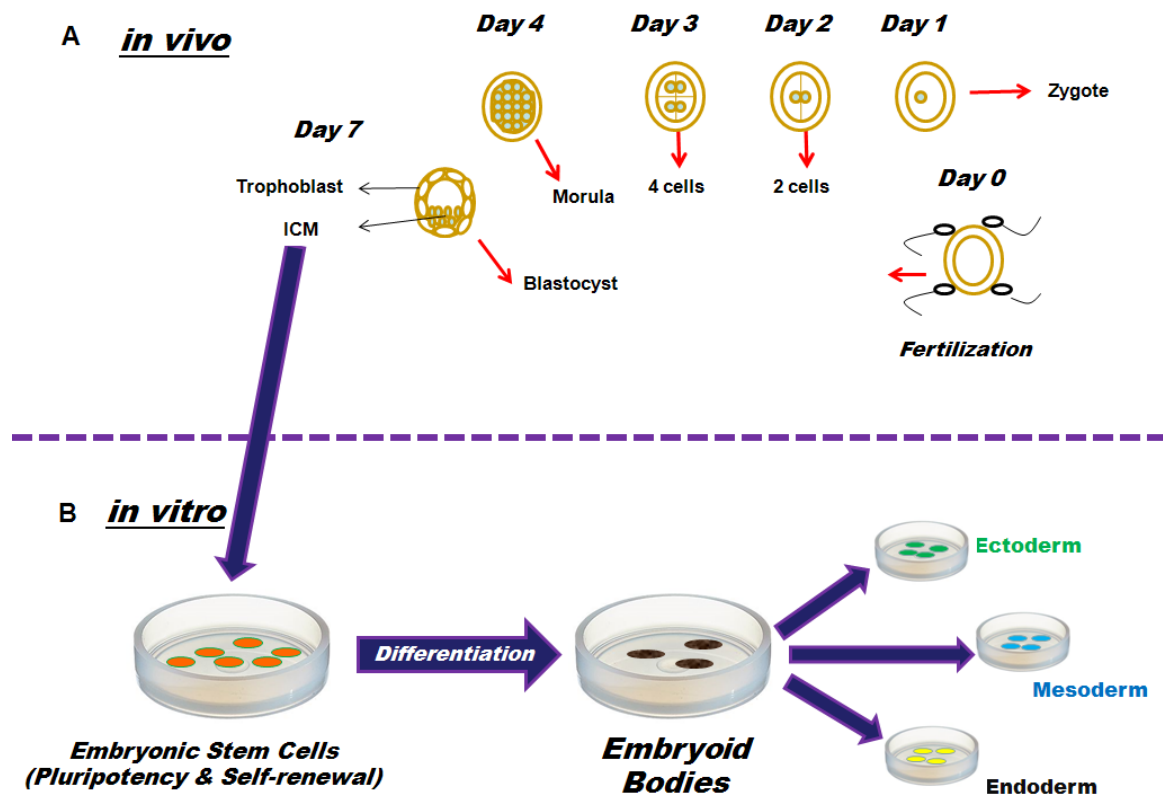 A in vivo
Day 4
Day 3
Day 2
Day 1
Zygote
Day 7
Trophoblast
ICM
Morula
4 cells
2 cells
Day 0
Blastocyst
Fertilization
B in vitro
Ectoderm
Differentiation
Mesoderm
Embryonic Stem Cells
(Pluripotency & Self-renewal)
Embryoid
Bodies
Endoderm